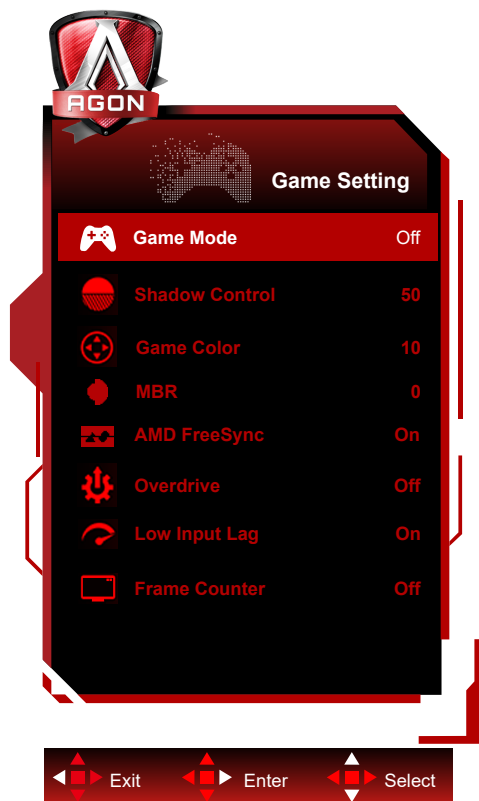 AGON
Game Setting
Game Mode Off
Shadow Control 50
Game Color 10
MBR 0
AMD FreeSync On
Overdrive Off
Low Input Lag On
Frame Counter Off
Exit Enter Select